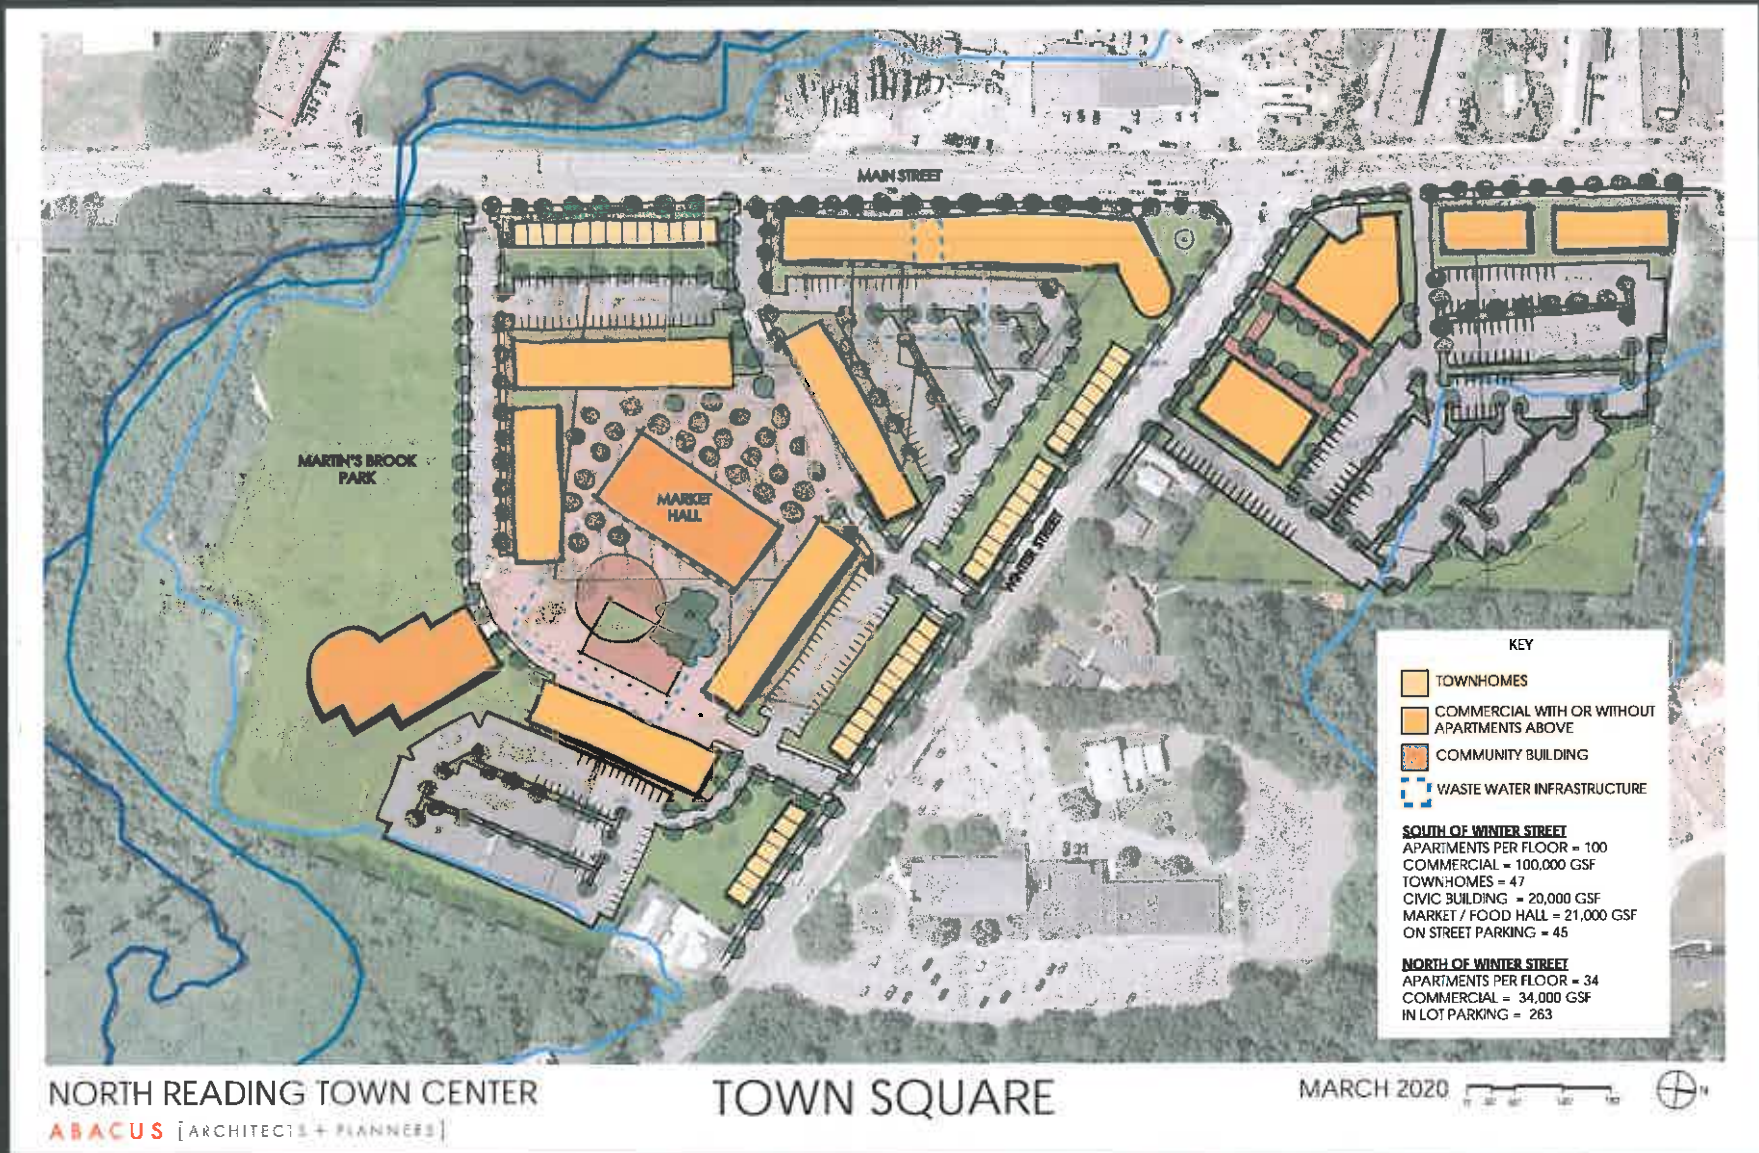 MAIN STREET
MARTIN'S BROOK
PARK
MARKET
HALL
WINTER STREET
KEY
TOWNHOMES
COMMERCIAL WITH OR WITHOUT
APARTMENTS ABOVE
COMMUNITY BUILDING
WASTE WATER INFRASTRUCTURE
SOUTH OF WINTER STREET
APARTMENTS PER FLOOR = 100
COMMERCIAL = 100,000 GSF
TOWNHOMES = 47
CIVIC BUILDING = 20,000 GSF
MARKET / FOOD HALL = 21,000 GSF
ON STREET PARKING = 45
NORTH OF WINTER STREET
APARTMENTS PER FLOOR = 34
COMMERCIAL = 34,000 GSF
IN LOT PARKING = 263
NORTH READING TOWN CENTER
TOWN SQUARE
MARCH 2020
N
ABACUS [ARCHITECTS + PLANNERS]